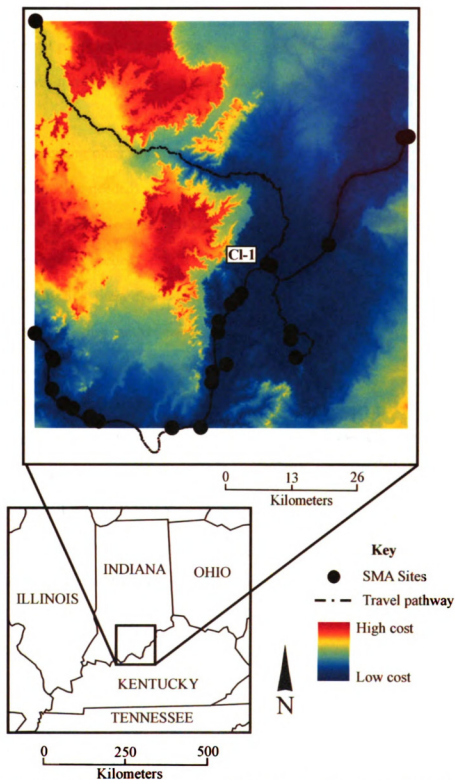 CI-1
0 13 26
Kilometers
INDIANA
OHIO
ILLINOIS
KENTUCKY
TENNESSEE
0 250 500
Kilometers
N
Key
SMA Sites
Travel pathway
High cost
Low cost